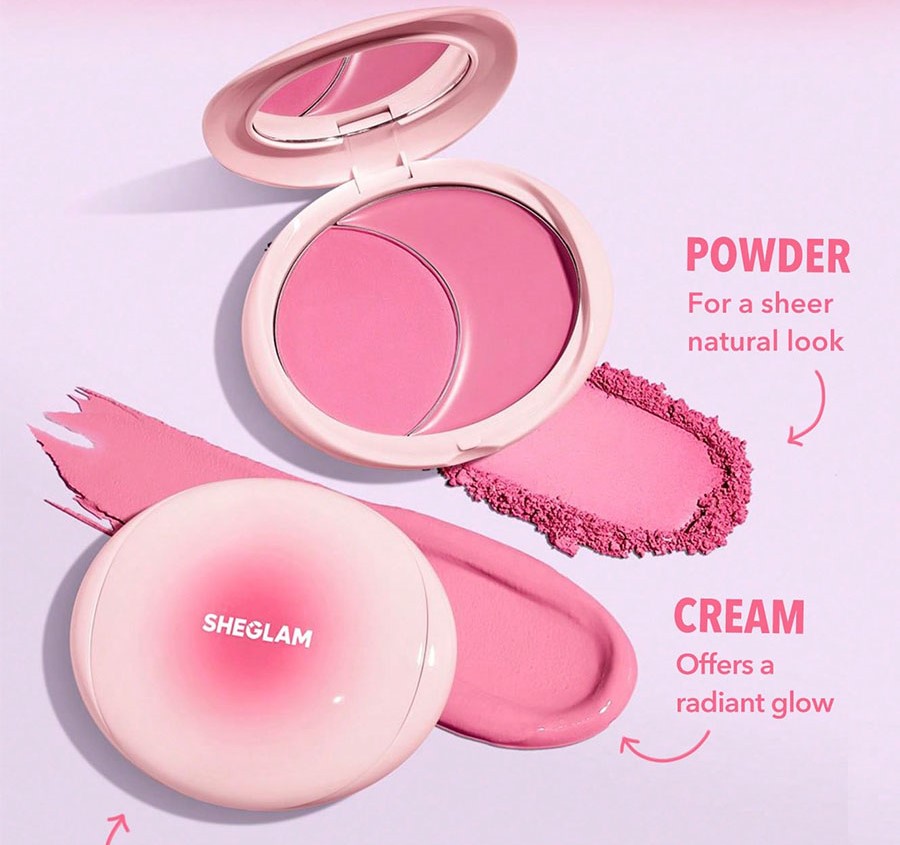 POWDER
For a sheer
natural look
SHEGLAM
CREAM
Offers a
radiant glow